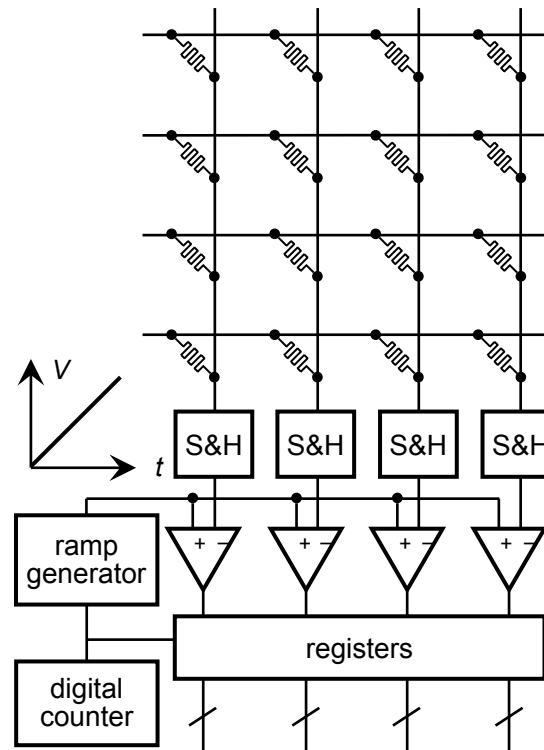 V
t
S&H S&H S&H S&H
+ − + − + − + −
ramp
generator
registers
digital
counter